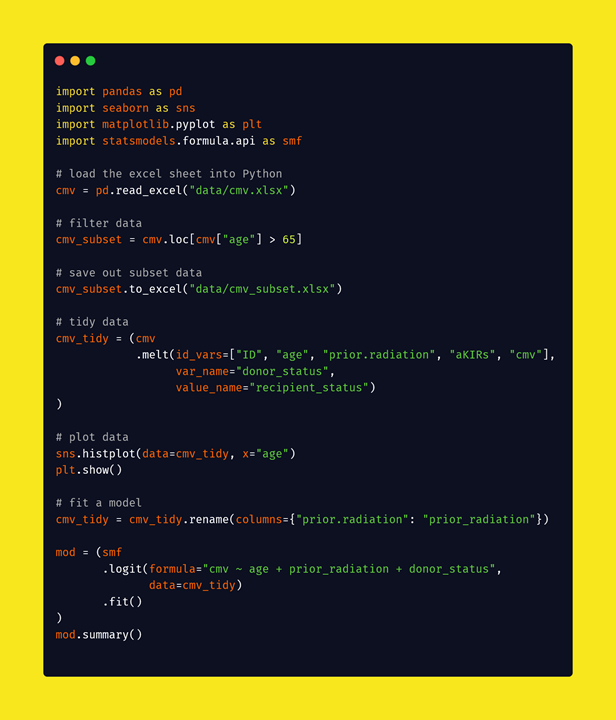 import pandas as pd
import seaborn as sns
import matplotlib.pyplot as plt
import statsmodels.formula.api as smf

# load the excel sheet into Python
cmv = pd.read_excel("data/cmv.xlsx")

# filter data
cmv_subset = cmv.loc[cmv["age"] > 65]

# save out subset data
cmv_subset.to_excel("data/cmv_subset.xlsx")

# tidy data
cmv_tidy = (cmv
            .melt(id_vars=["ID", "age", "prior.radiation", "aKIRs", "cmv"],
                  var_name="donor_status",
                  value_name="recipient_status")
)

# plot data
sns.histplot(data=cmv_tidy, x="age")
plt.show()

# fit a model
cmv_tidy = cmv_tidy.rename(columns={"prior.radiation": "prior_radiation"})

mod = (smf
       .logit(formula="cmv ~ age + prior_radiation + donor_status",
              data=cmv_tidy)
       .fit()
)
mod.summary()